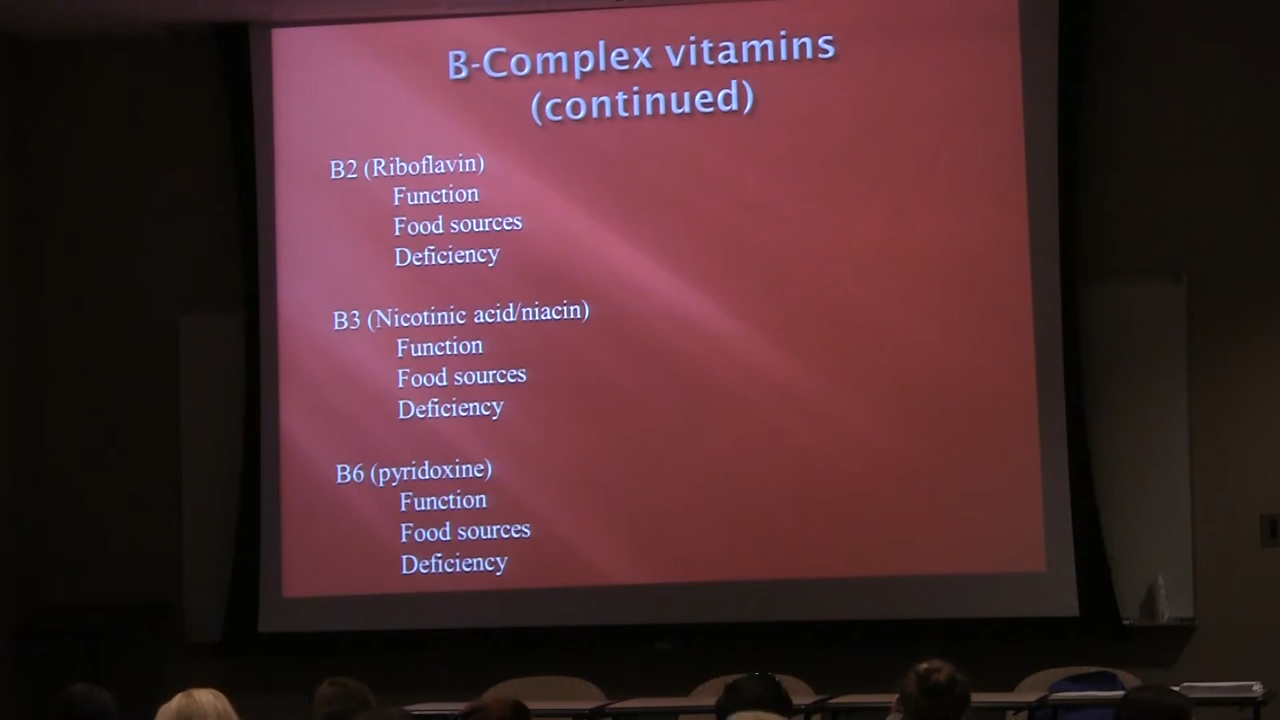 B-Complex vitamins
(continued)
B2 (Riboflavin)
Function
Food sources
Deficiency
B3 (Nicotinic acid/niacin)
Function
Food sources
Deficiency
B6 (pyridoxine)
Function
Food sources
Deficiency